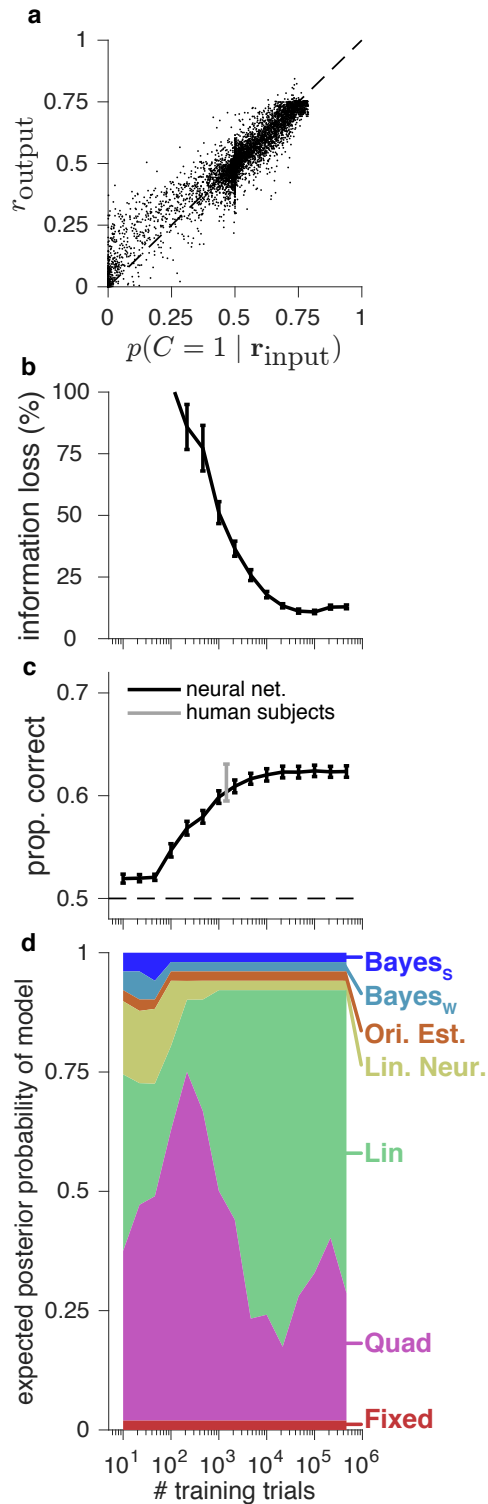 a
1
0.75
0.5
0.25
0
r_output
0 0.25 0.5 0.75 1
p(C = 1 | r_input)
b
100
75
50
25
0
information loss (%)
c
0.7
0.6
0.5
prop. correct
neural net.
human subjects
d
1
0.75
0.5
0.25
0
expected posterior probability of model
Bayes_S
Bayes_W
Ori. Est.
Lin. Neur.
Lin
Quad
Fixed
10^1 10^2 10^3 10^4 10^5 10^6
# training trials